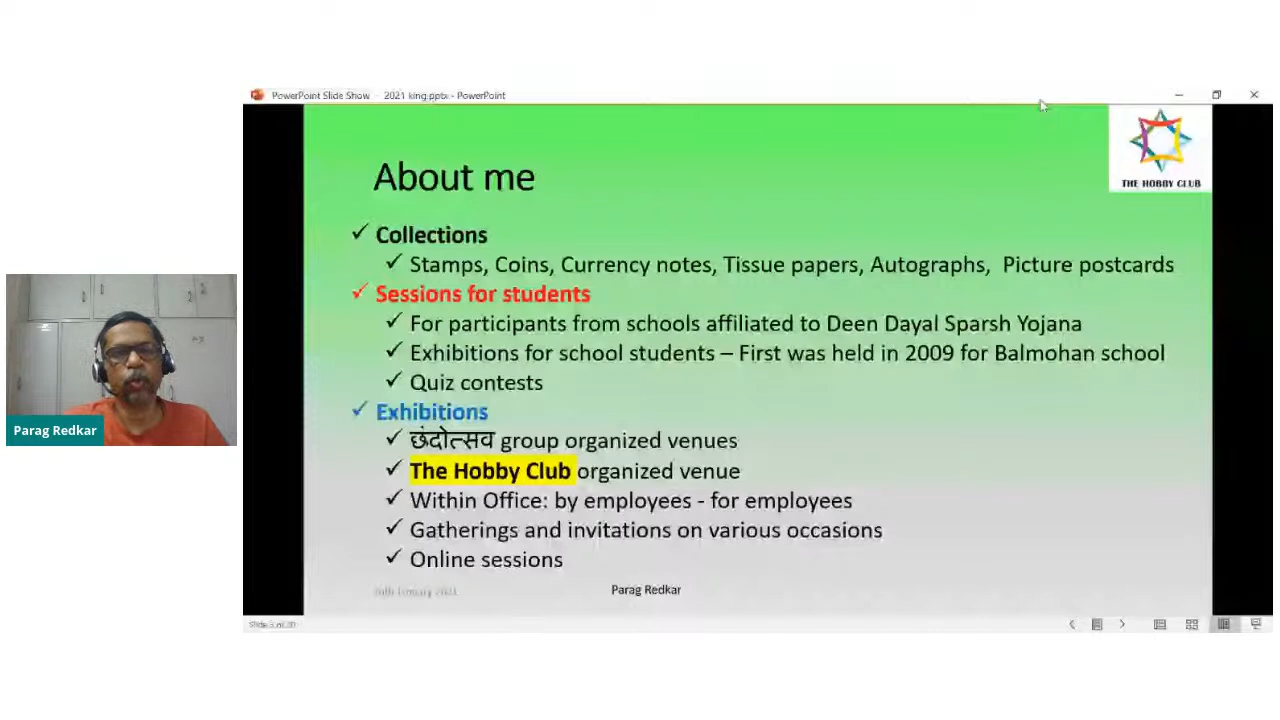 PowerPoint Slide Show - 2021 king.pptx - PowerPoint
THE HOBBY CLUB
About me
✓ Collections
✓ Stamps, Coins, Currency notes, Tissue papers, Autographs, Picture postcards
✓ Sessions for students
✓ For participants from schools affiliated to Deen Dayal Sparsh Yojana
✓ Exhibitions for school students – First was held in 2009 for Balmohan school
✓ Quiz contests
✓ Exhibitions
✓ छंदोत्सव group organized venues
✓ The Hobby Club organized venue
✓ Within Office: by employees - for employees
✓ Gatherings and invitations on various occasions
✓ Online sessions
Parag Redkar
2021
Parag Redkar
Slide 3 of